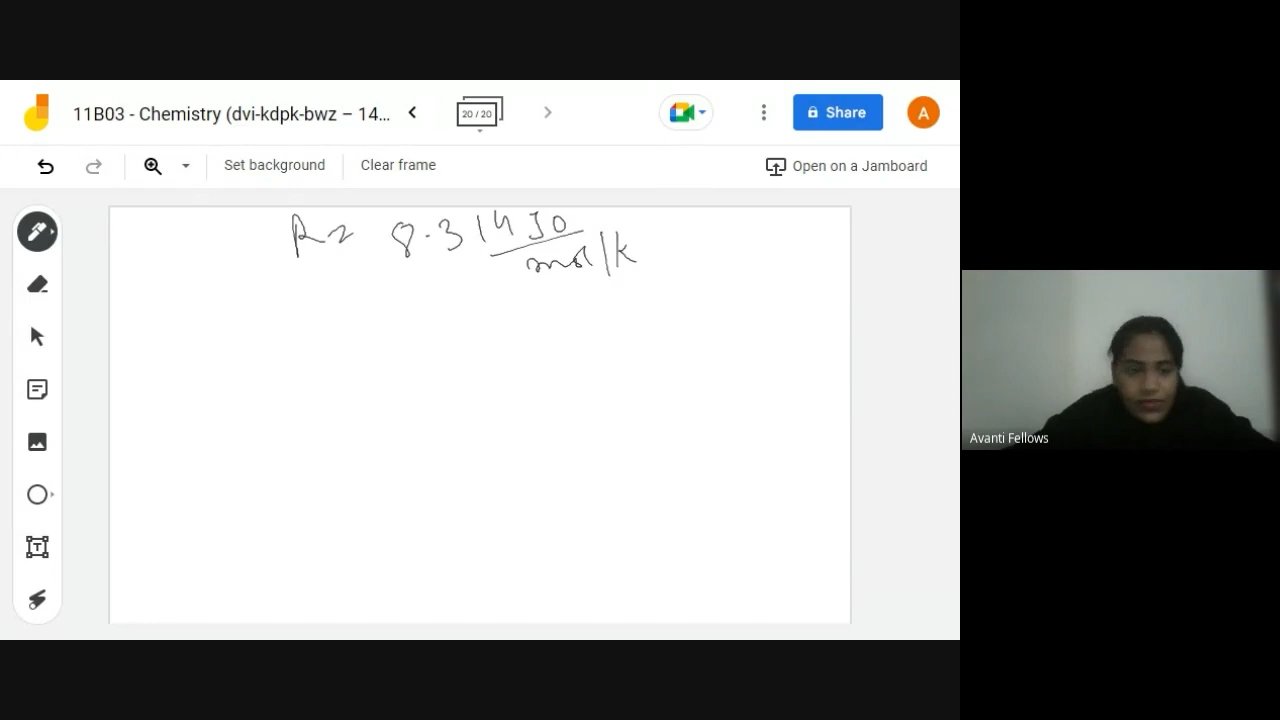 11B03 - Chemistry (dvi-kdpk-bwz – 14...
20 / 20
Share
A
Set background
Clear frame
Open on a Jamboard
R = 8.314 J
mol/K
Avanti Fellows